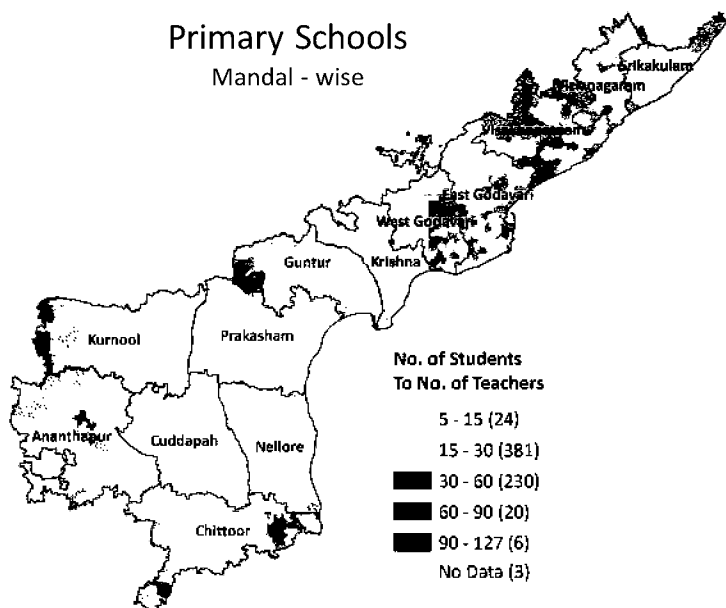 Primary Schools
Mandal - wise
Srikakulam
Vizianagaram
Visakhapatnam
East Godavari
West Godavari
Krishna
Guntur
Prakasham
Kurnool
Ananthapur
Cuddapah
Nellore
Chittoor
No. of Students
To No. of Teachers
5 - 15 (24)
15 - 30 (381)
30 - 60 (230)
60 - 90 (20)
90 - 127 (6)
No Data (3)